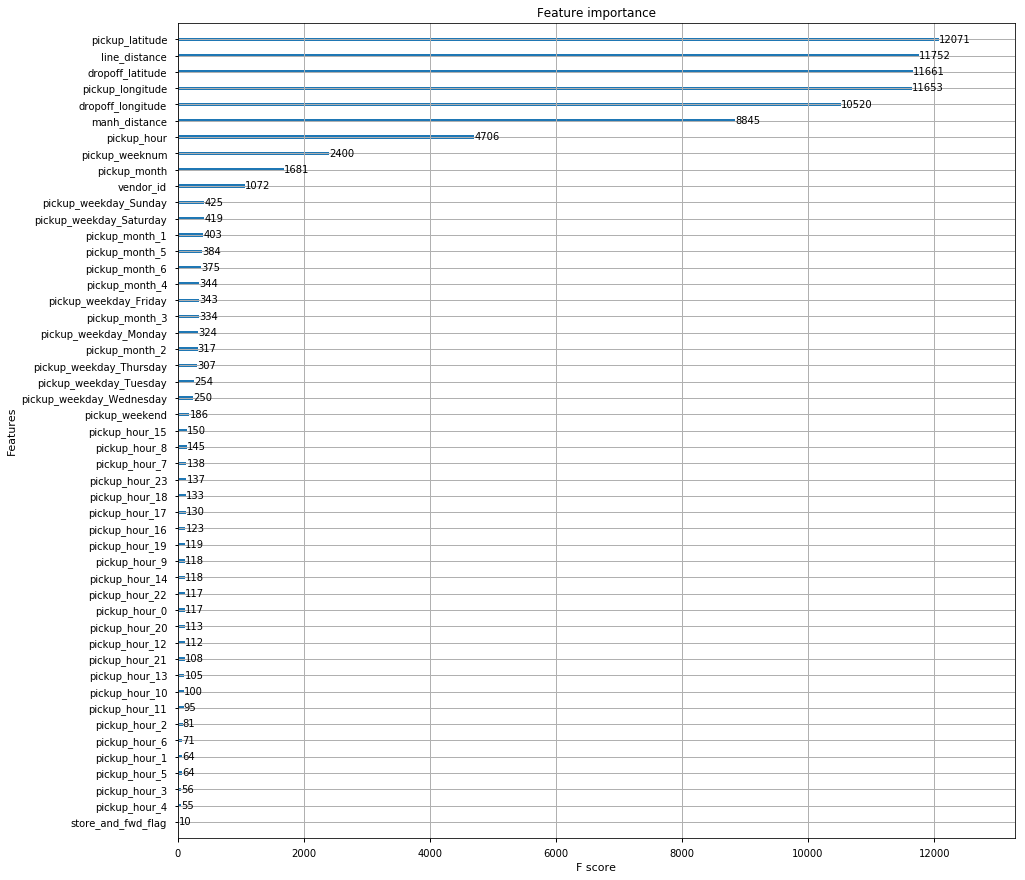 Feature importance
pickup_latitude 12071
line_distance 11752
dropoff_latitude 11661
pickup_longitude 11653
dropoff_longitude 10520
manh_distance 8845
pickup_hour 4706
pickup_weeknum 2400
pickup_month 1681
vendor_id 1072
pickup_weekday_Sunday 425
pickup_weekday_Saturday 419
pickup_month_1 403
pickup_month_5 384
pickup_month_6 375
pickup_month_4 344
pickup_weekday_Friday 343
pickup_month_3 334
pickup_weekday_Monday 324
pickup_month_2 317
pickup_weekday_Thursday 307
pickup_weekday_Tuesday 254
pickup_weekday_Wednesday 250
pickup_weekend 186
pickup_hour_15 150
pickup_hour_8 145
pickup_hour_7 138
pickup_hour_23 137
pickup_hour_18 133
pickup_hour_17 130
pickup_hour_16 123
pickup_hour_19 119
pickup_hour_9 118
pickup_hour_14 118
pickup_hour_22 117
pickup_hour_0 117
pickup_hour_20 113
pickup_hour_12 112
pickup_hour_21 108
pickup_hour_13 105
pickup_hour_10 100
pickup_hour_11 95
pickup_hour_2 81
pickup_hour_6 71
pickup_hour_1 64
pickup_hour_5 64
pickup_hour_3 56
pickup_hour_4 55
store_and_fwd_flag 10
Features
0 2000 4000 6000 8000 10000 12000
F score